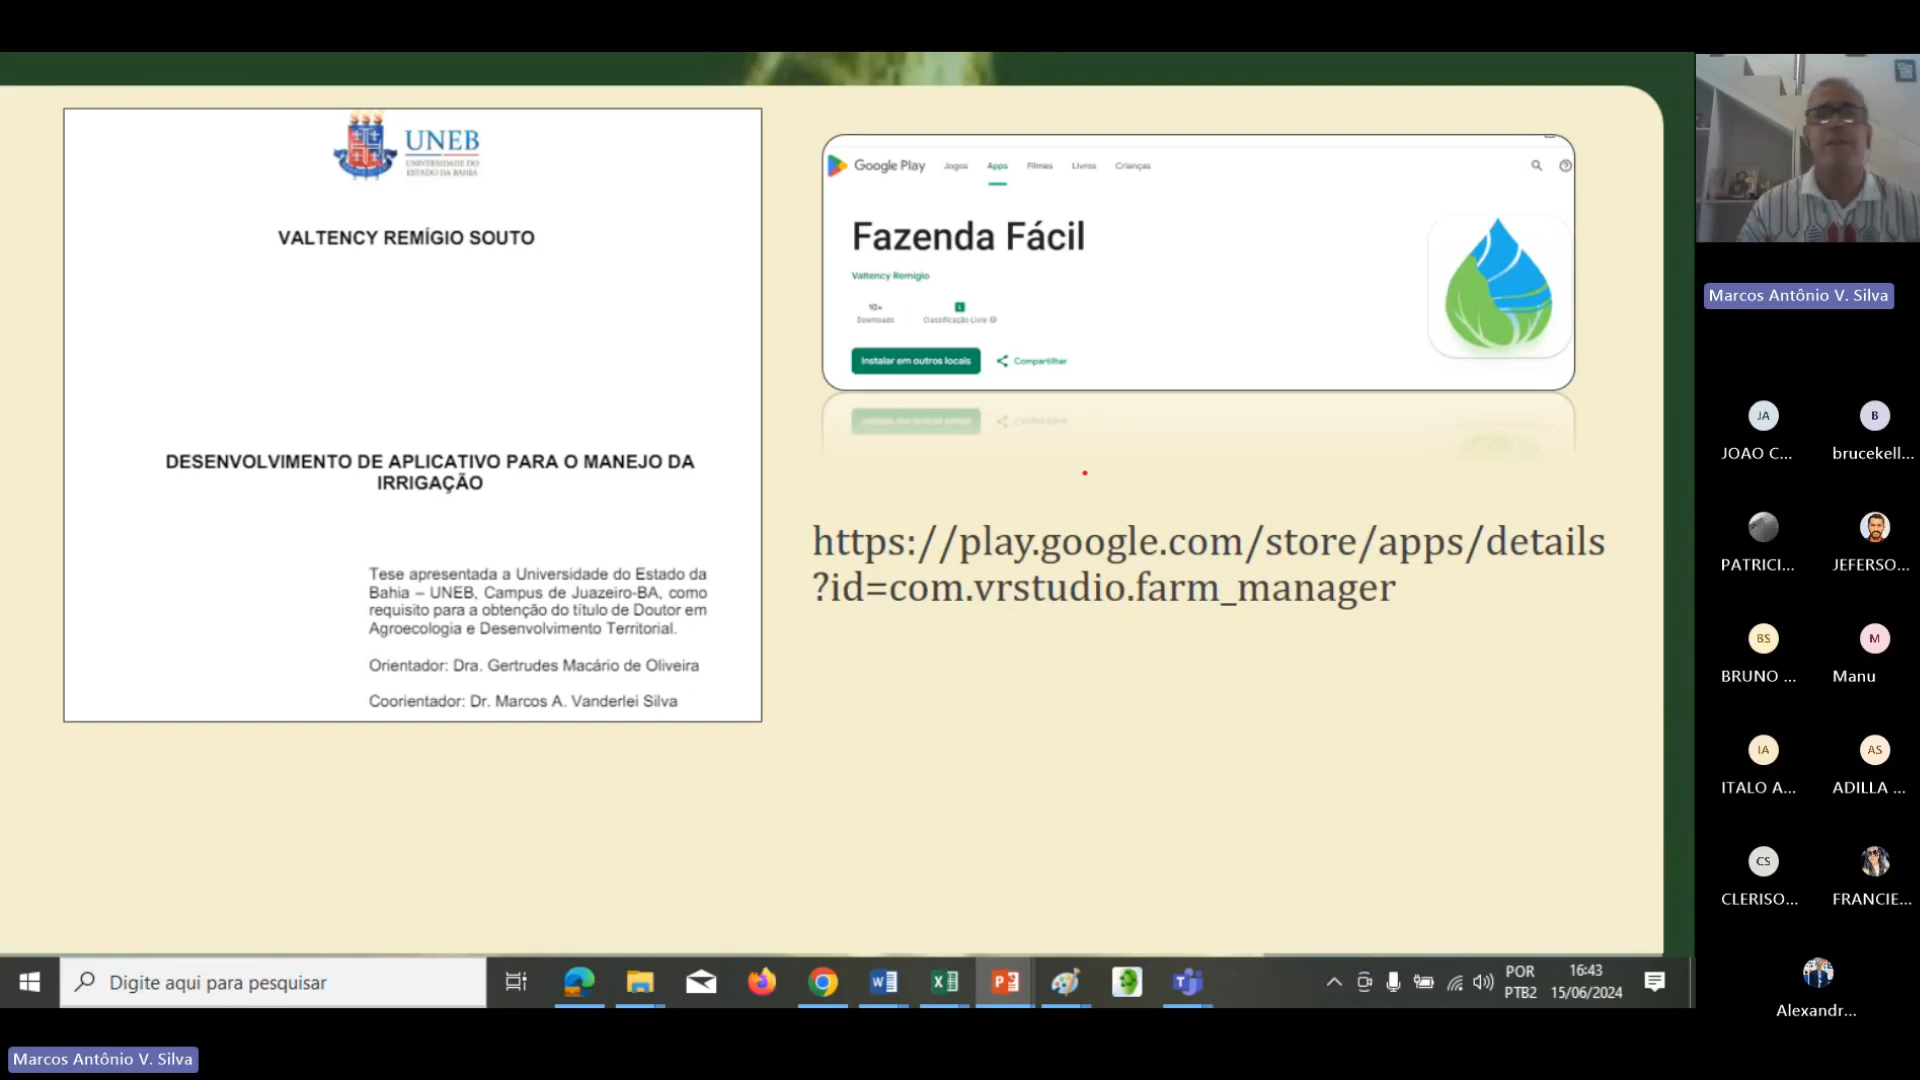 UNEB
UNIVERSIDADE DO
ESTADO DA BAHIA
VALTENCY REMÍGIO SOUTO
DESENVOLVIMENTO DE APLICATIVO PARA O MANEJO DA
IRRIGAÇÃO
Tese apresentada a Universidade do Estado da
Bahia – UNEB, Campus de Juazeiro-BA, como
requisito para a obtenção do título de Doutor em
Agroecologia e Desenvolvimento Territorial.
Orientador: Dra. Gertrudes Macário de Oliveira
Coorientador: Dr. Marcos A. Vanderlei Silva
Google Play Jogos Apps Filmes Livros Crianças
Fazenda Fácil
Valtency Remigio
10+
Downloads
Classificação Livre
Instalar em outros locais
Compartilhar
https://play.google.com/store/apps/details
?id=com.vrstudio.farm_manager
Marcos Antônio V. Silva
JA
B
JOAO C...
brucekell...
PATRICI...
JEFERSO...
BS
M
BRUNO ...
Manu
IA
AS
ITALO A...
ADILLA ...
CS
CLERISO...
FRANCIE...
Alexandr...
Digite aqui para pesquisar
POR
PTB2
16:43
15/06/2024
Marcos Antônio V. Silva